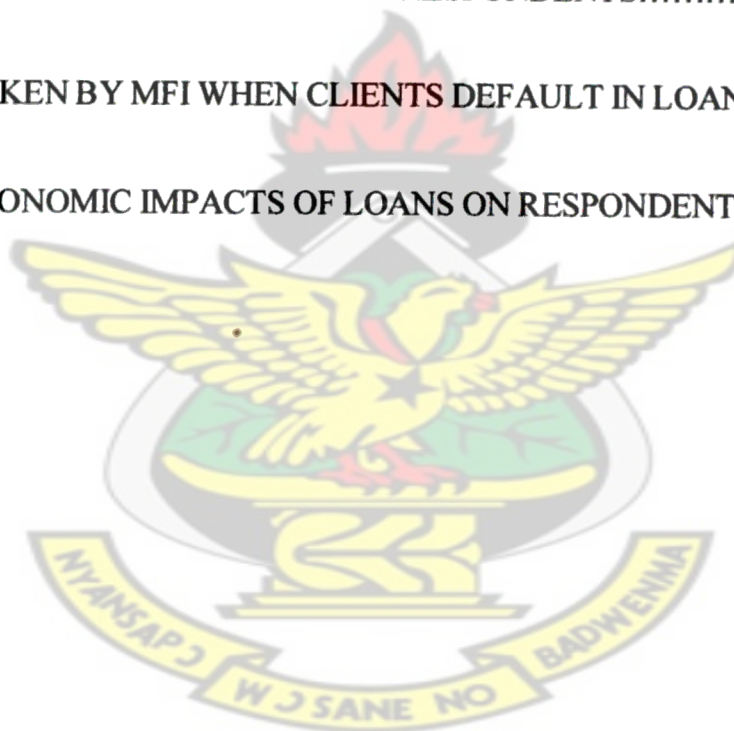 KEN BY MFI WHEN CLIENTS DEFAULT IN LOAN
ONOMIC IMPACTS OF LOANS ON RESPONDENT
NYANSAPƆ WƆSANE NO BADWENMA